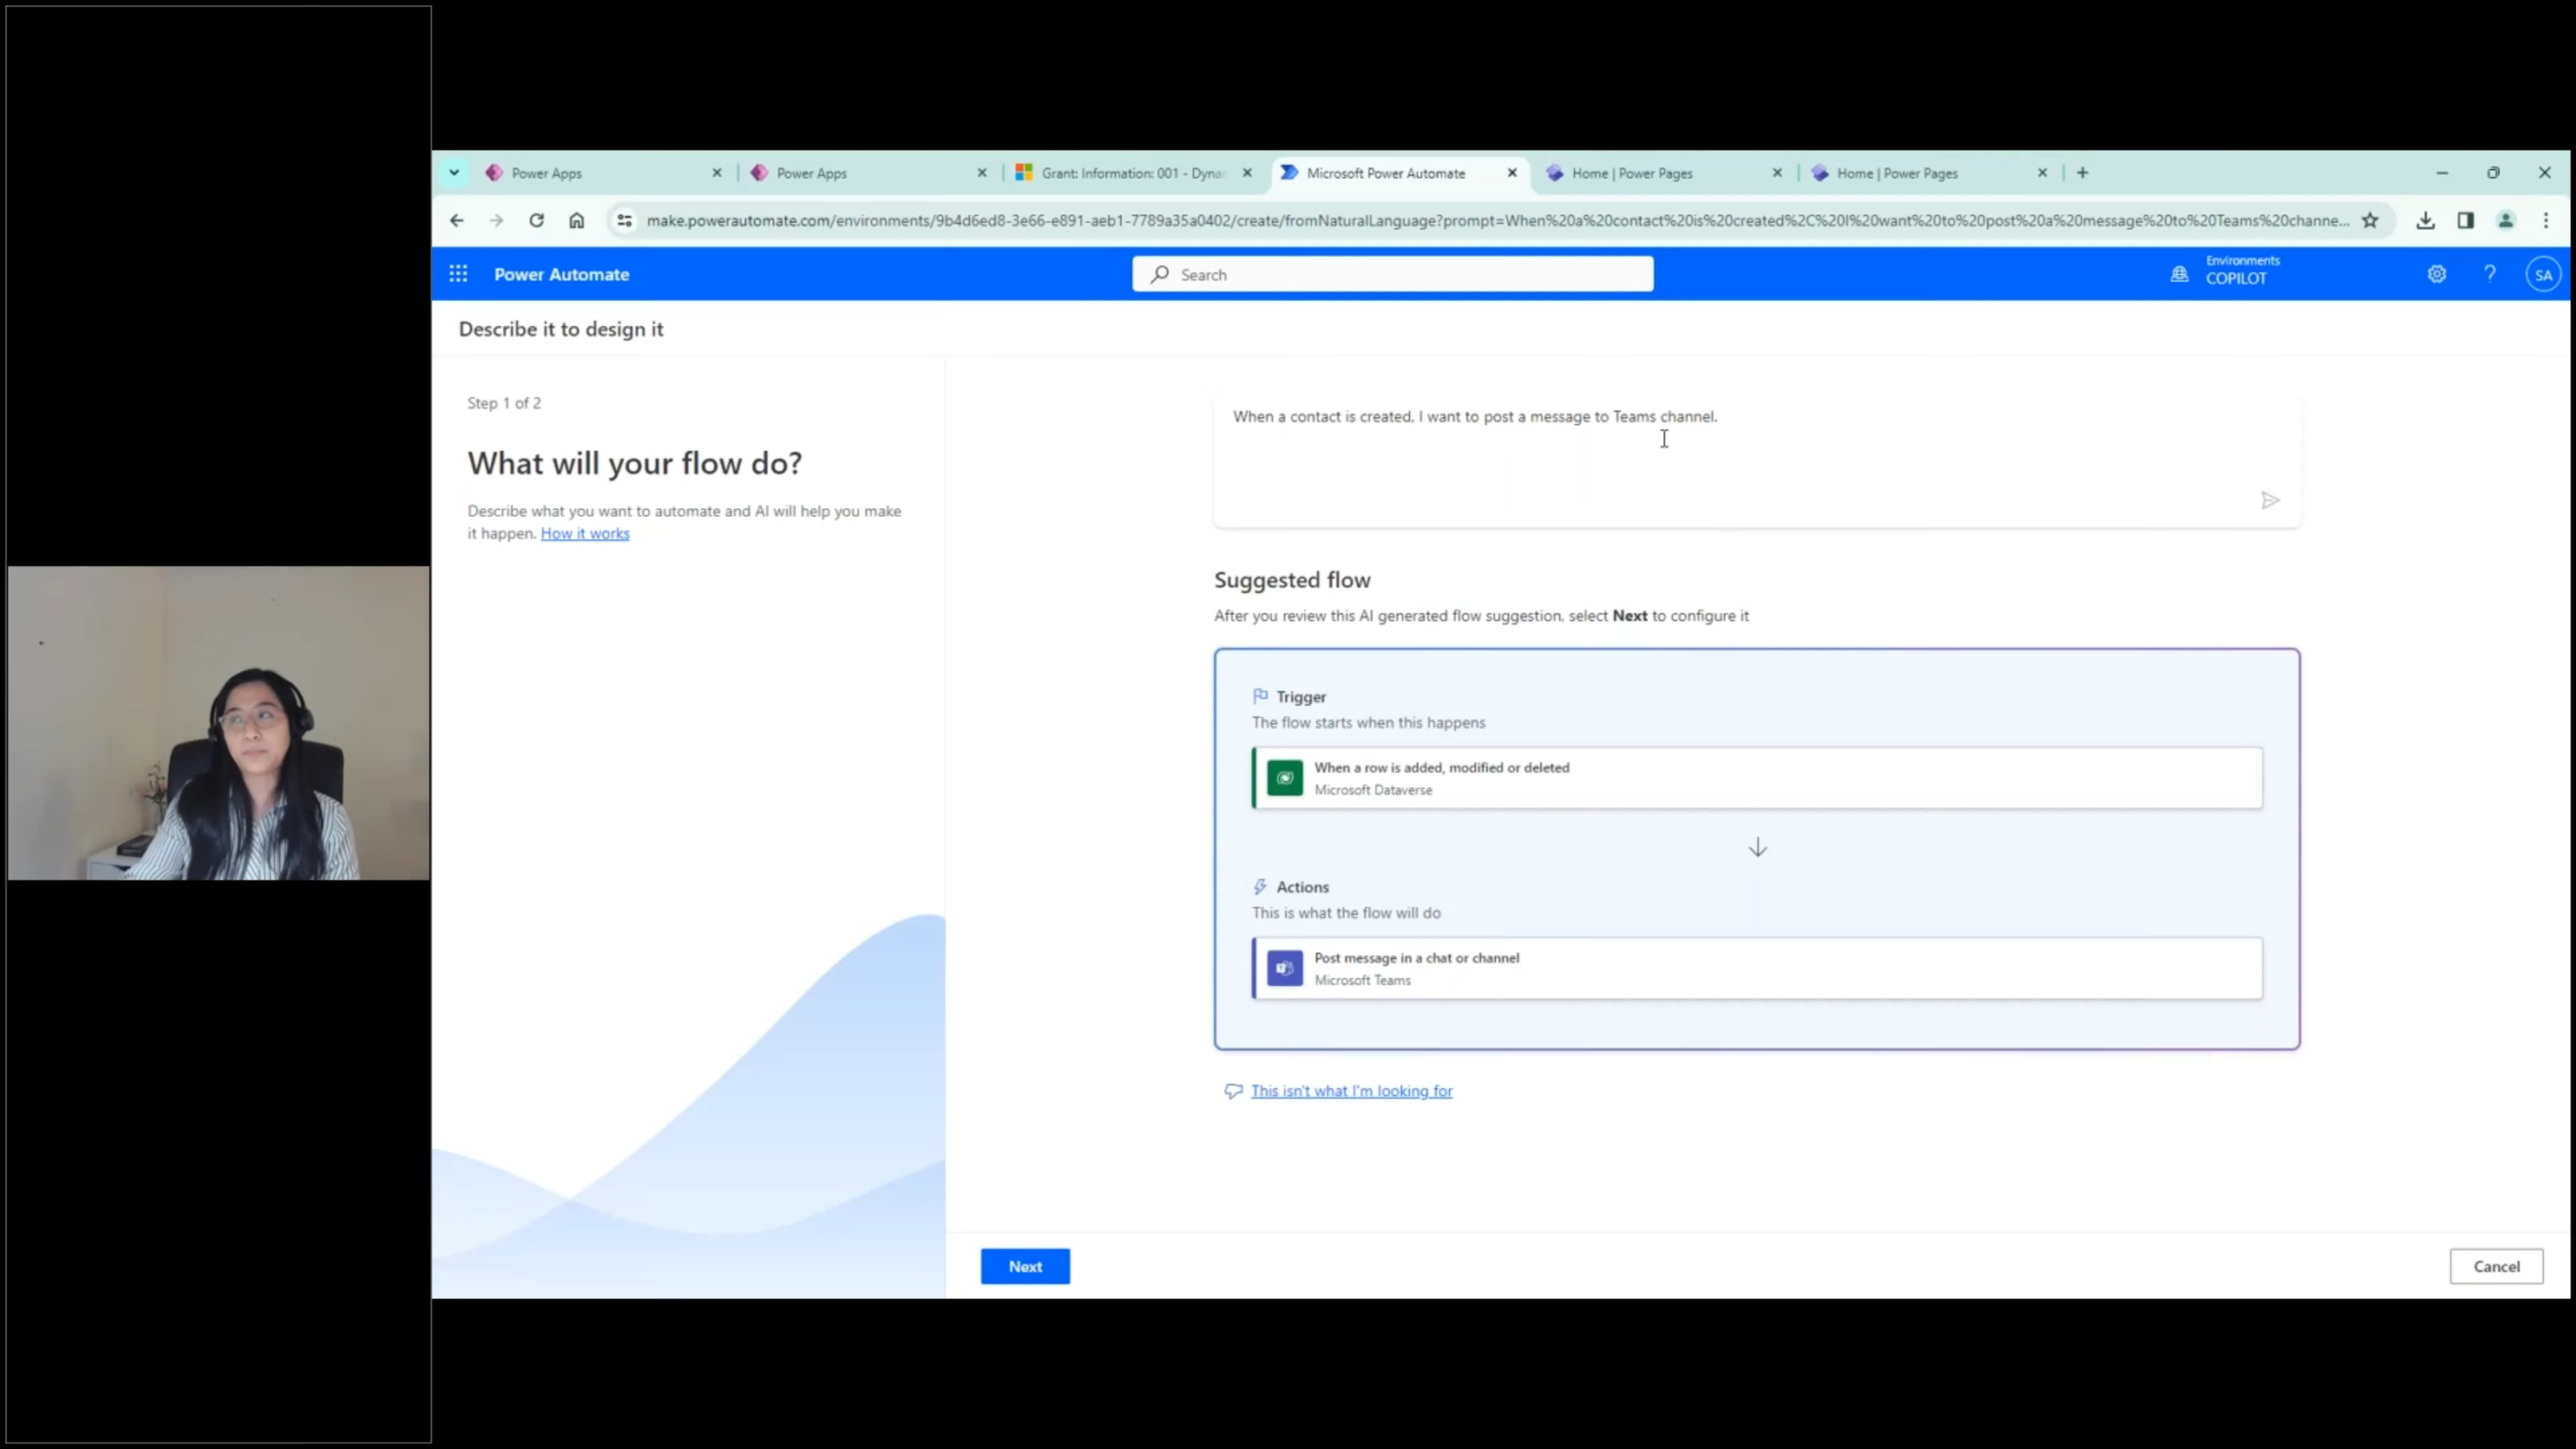 Power Apps
Power Apps
Grant: Information: 001 - Dyna
Microsoft Power Automate
Home | Power Pages
Home | Power Pages
make.powerautomate.com/environments/9b4d6ed8-3e66-e891-aeb1-7789a35a0402/create/fromNaturalLanguage?prompt=When%20a%20contact%20is%20created%2C%20I%20want%20to%20post%20a%20message%20to%20Teams%20channe...
Power Automate
Search
Environments
COPILOT
?
SA
Describe it to design it
Step 1 of 2
What will your flow do?
Describe what you want to automate and AI will help you make
it happen. How it works
When a contact is created, I want to post a message to Teams channel.
Suggested flow
After you review this AI generated flow suggestion, select Next to configure it
Trigger
The flow starts when this happens
When a row is added, modified or deleted
Microsoft Dataverse
Actions
This is what the flow will do
Post message in a chat or channel
Microsoft Teams
This isn't what I'm looking for
Next
Cancel